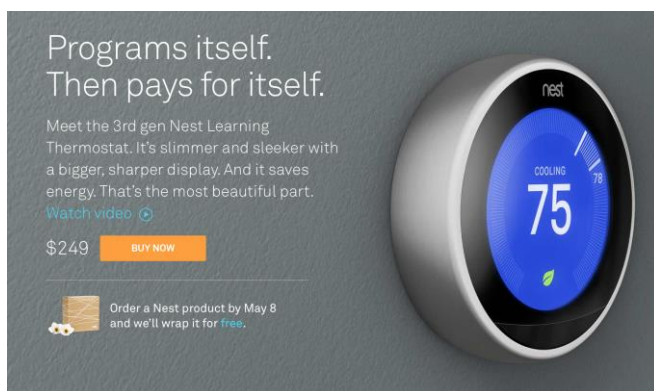 Programs itself.
Then pays for itself.
Meet the 3rd gen Nest Learning
Thermostat. It's slimmer and sleeker with
a bigger, sharper display. And it saves
energy. That's the most beautiful part.
Watch video
$249 BUY NOW
Order a Nest product by May 8
and we'll wrap it for free.
nest
COOLING
75
78